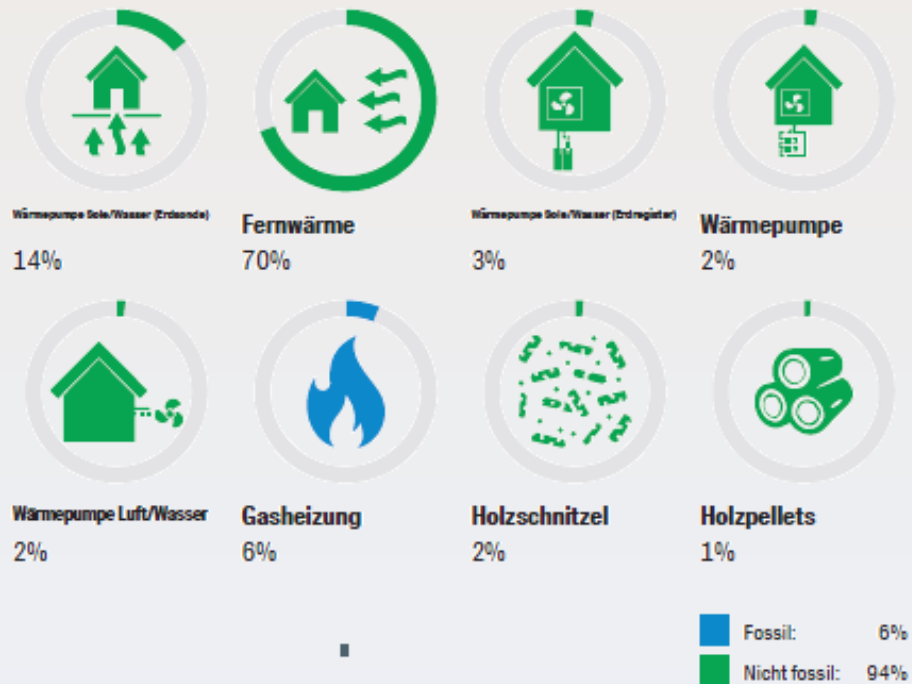 Wärmepumpe Sole/Wasser (Erdsonde)
14%
Fernwärme
70%
Wärmepumpe Sole/Wasser (Erdregister)
3%
Wärmepumpe
2%
Wärmepumpe Luft/Wasser
2%
Gasheizung
6%
Holzschnitzel
2%
Holzpellets
1%
Fossil: 6%
Nicht fossil: 94%